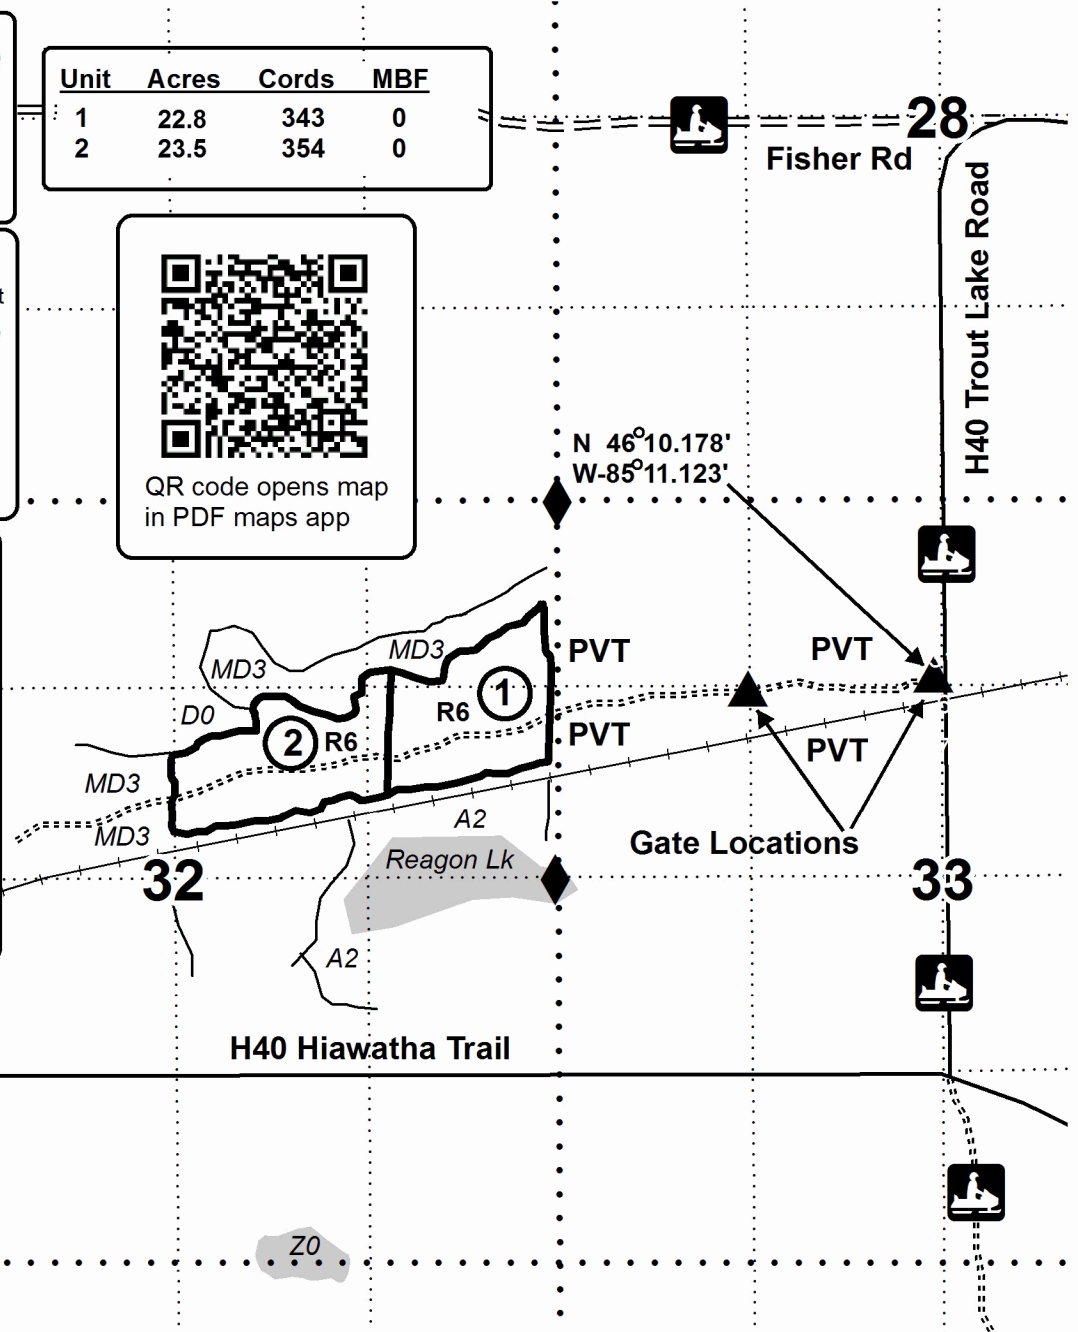 Unit Acres Cords MBF
1 22.8 343 0
2 23.5 354 0
28
Fisher Rd
H40 Trout Lake Road
QR code opens map
in PDF maps app
t
N 46°10.178'
W-85°11.123'
MD3
MD3
D0
PVT
PVT
1
R6
2
R6
PVT
PVT
MD3
MD3
A2
Gate Locations
Reagon Lk
32
33
A2
H40 Hiawatha Trail
Z0